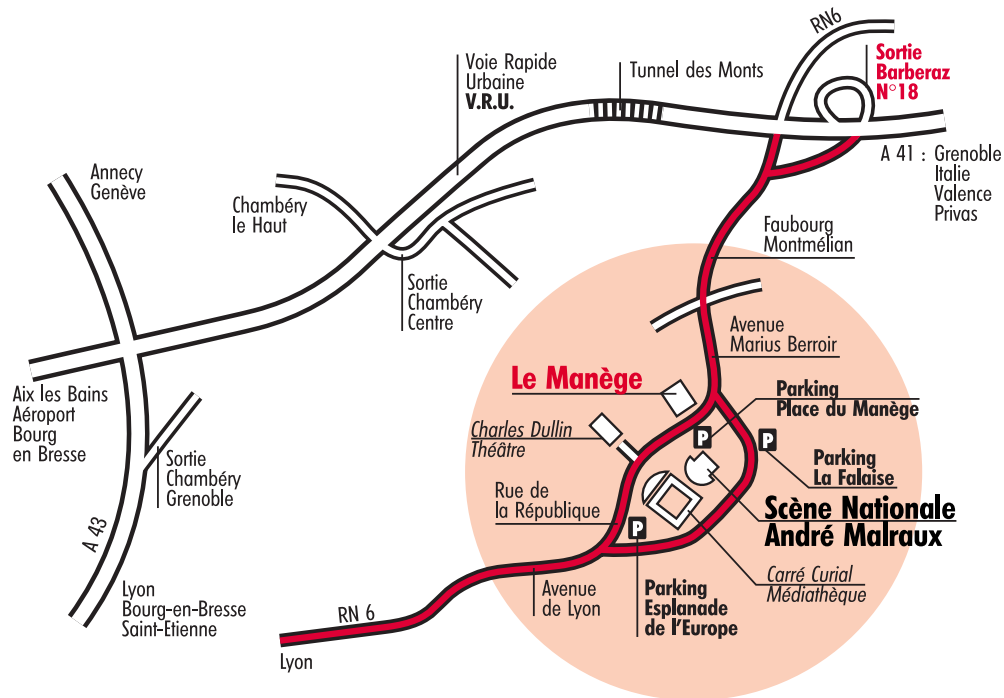 RN6
Sortie
Barberaz
N°18
Voie Rapide
Urbaine
V.R.U.
Tunnel des Monts
A 41 : Grenoble
Italie
Valence
Privas
Annecy
Genève
Chambéry
le Haut
Faubourg
Montmélian
Sortie
Chambéry
Centre
Avenue
Marius Berroir
Aix les Bains
Aéroport
Bourg
en Bresse
Le Manège
Parking
Place du Manège
Charles Dullin
Théâtre
P
P
Parking
La Falaise
Sortie
Chambéry
Grenoble
Rue de
la République
Scène Nationale
André Malraux
P
A 43
Carré Curial
Médiathèque
Lyon
Bourg-en-Bresse
Saint-Etienne
Avenue
de Lyon
Parking
Esplanade
de l'Europe
RN 6
Lyon